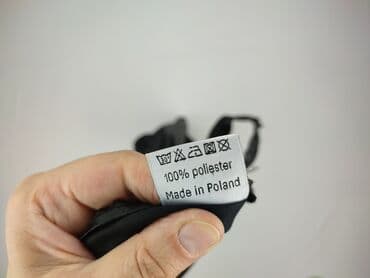 100% poliester
Made in Poland